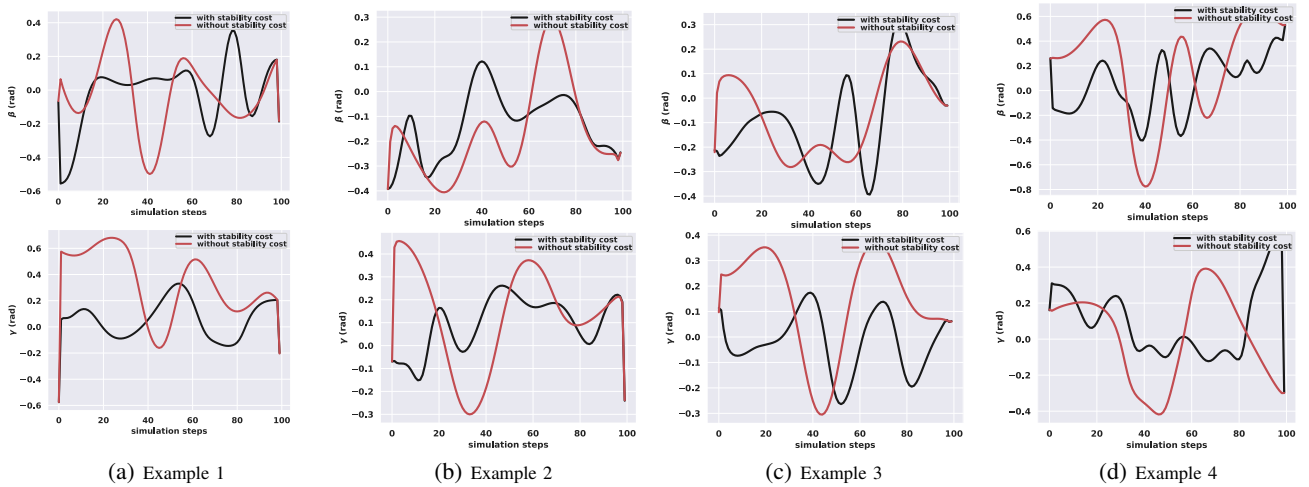 with stability cost
without stability cost
β (rad)
0.4
0.2
0.0
−0.2
−0.4
−0.6
0
20
40
60
80
100
simulation steps
with stability cost
without stability cost
β (rad)
0.3
0.2
0.1
0.0
−0.1
−0.2
−0.3
−0.4
0
20
40
60
80
100
simulation steps
with stability cost
without stability cost
β (rad)
0.3
0.2
0.1
0.0
−0.1
−0.2
−0.3
−0.4
0
20
40
60
80
100
simulation steps
with stability cost
without stability cost
β (rad)
0.6
0.4
0.2
0.0
−0.2
−0.4
−0.6
−0.8
0
20
40
60
80
100
simulation steps
with stability cost
without stability cost
γ (rad)
0.6
0.4
0.2
0.0
−0.2
−0.4
−0.6
0
20
40
60
80
100
simulation steps
with stability cost
without stability cost
γ (rad)
0.4
0.3
0.2
0.1
0.0
−0.1
−0.2
−0.3
0
20
40
60
80
100
simulation steps
with stability cost
without stability cost
γ (rad)
0.4
0.3
0.2
0.1
0.0
−0.1
−0.2
−0.3
0
20
40
60
80
100
simulation steps
with stability cost
without stability cost
γ (rad)
0.6
0.4
0.2
0.0
−0.2
−0.4
0
20
40
60
80
100
simulation steps
(a) Example 1
(b) Example 2
(c) Example 3
(d) Example 4